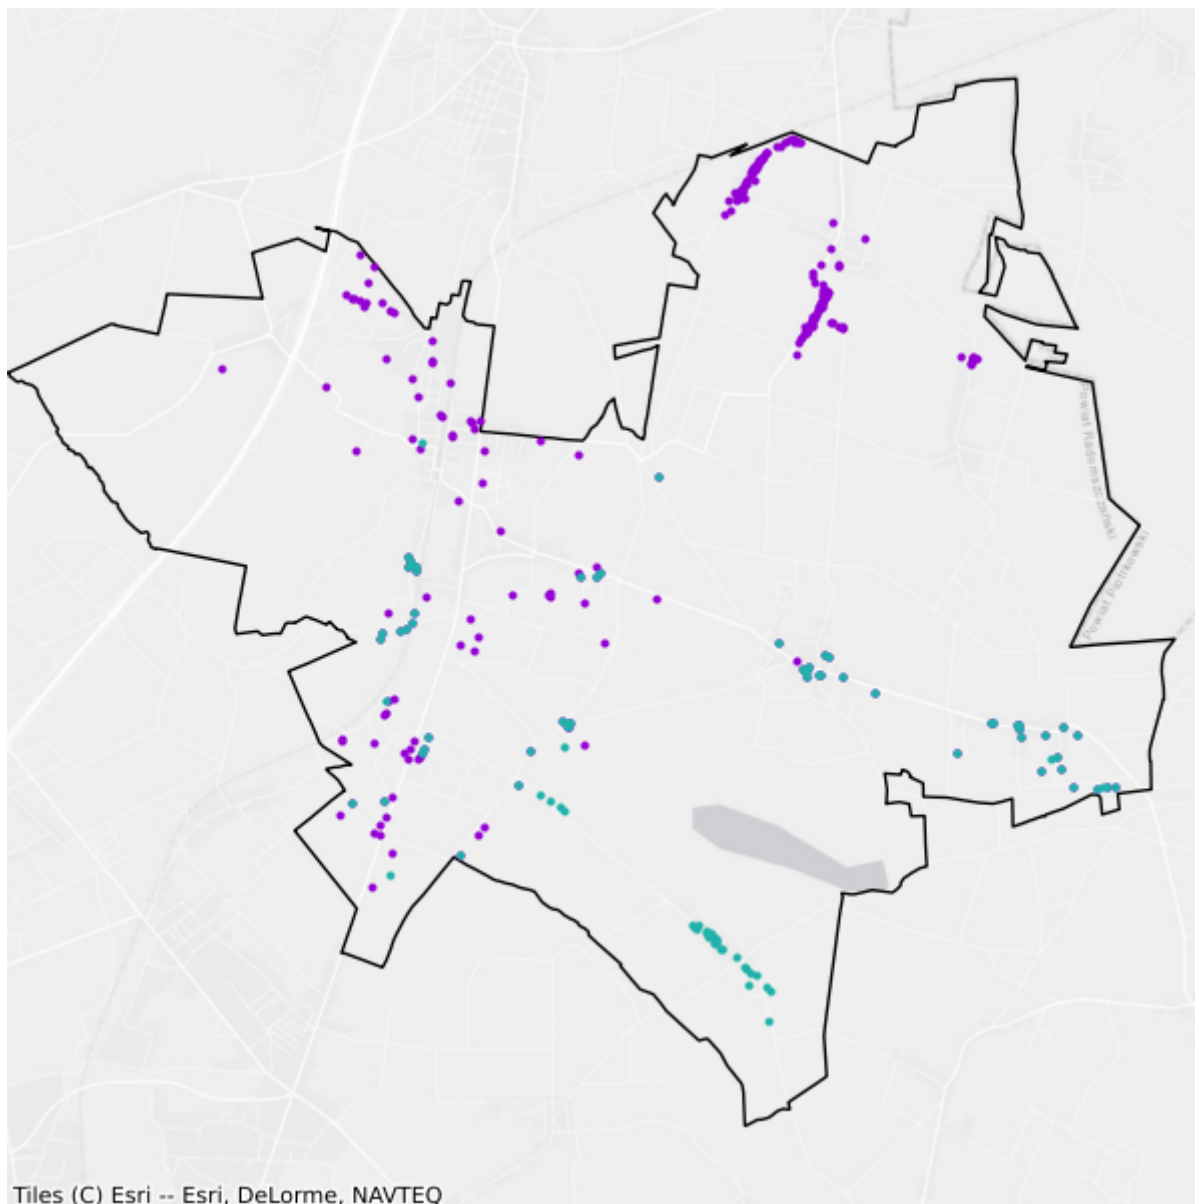 Powiat Radomszczański
Powiat Piotrkowski
Tiles (C) Esri -- Esri, DeLorme, NAVTEQ